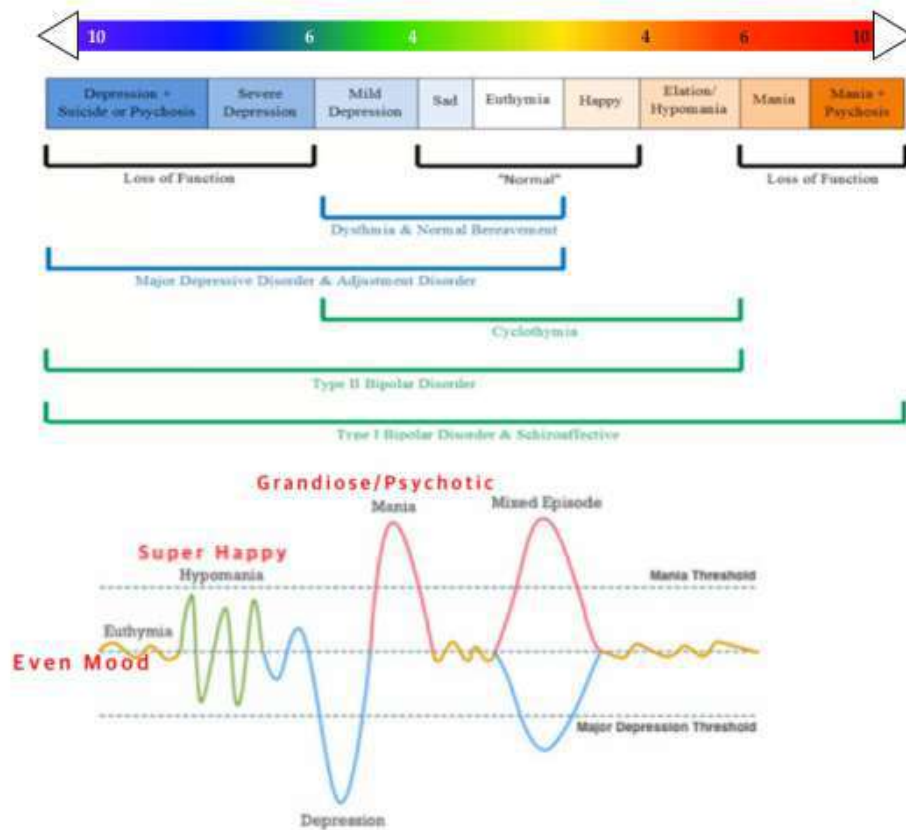 10 6 4 4 6 10
Depression + Suicide or Psychosis
Severe Depression
Mild Depression
Sad
Euthymia
Happy
Elation/ Hypomania
Mania
Mania + Psychosis
Loss of Function
"Normal"
Loss of Function
Dysthmia & Normal Bereavement
Major Depressive Disorder & Adjustment Disorder
Cyclothymia
Type II Bipolar Disorder
Type I Bipolar Disorder & Schizoaffective
Grandiose/Psychotic
Mania
Mixed Episode
Super Happy
Hypomania
Mania Threshold
Euthymia
Even Mood
Major Depression Threshold
Depression